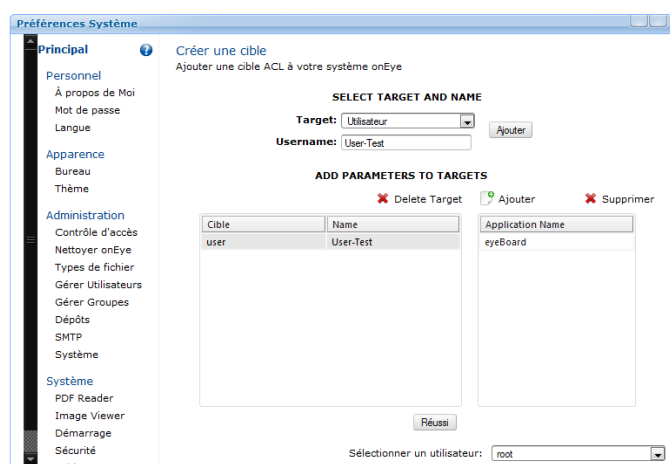 Préférences Système
Principal
Personnel
À propos de Moi
Mot de passe
Langue
Apparence
Bureau
Thème
Administration
Contrôle d'accès
Nettoyer onEye
Types de fichier
Gérer Utilisateurs
Gérer Groupes
Dépôts
SMTP
Système
Système
PDF Reader
Image Viewer
Démarrage
Sécurité
Créer une cible
Ajouter une cible ACL à votre système onEye
SELECT TARGET AND NAME
Target: Utilisateur
Ajouter
Username: User-Test
ADD PARAMETERS TO TARGETS
Delete Target Ajouter Supprimer
Cible Name Application Name
user User-Test eyeBoard
Réussi
Sélectionner un utilisateur: root